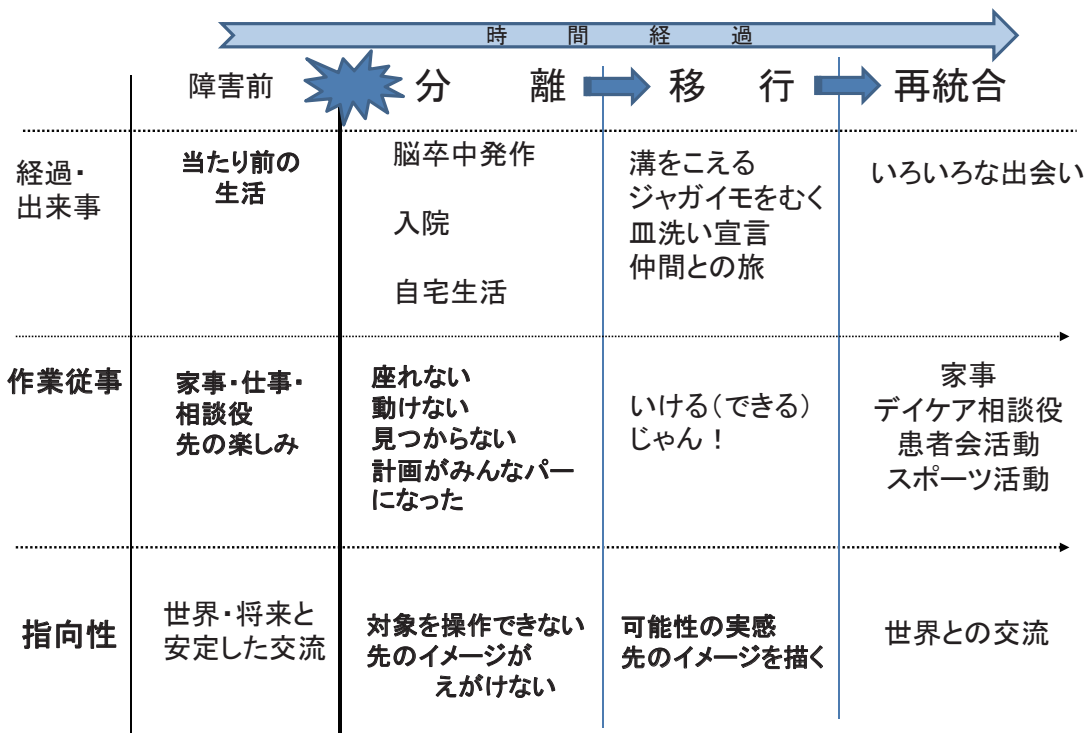 時間経過
障害前
分離
移行
再統合
経過・
出来事
当たり前の
生活
脳卒中発作
入院
自宅生活
溝をこえる
ジャガイモをむく
皿洗い宣言
仲間との旅
いろいろな出会い
作業従事
家事・仕事・
相談役
先の楽しみ
座れない
動けない
見つからない
計画がみんなパー
になった
いける（できる）
じゃん！
家事
デイケア相談役
患者会活動
スポーツ活動
指向性
世界・将来と
安定した交流
対象を操作できない
先のイメージが
えがけない
可能性の実感
先のイメージを描く
世界との交流